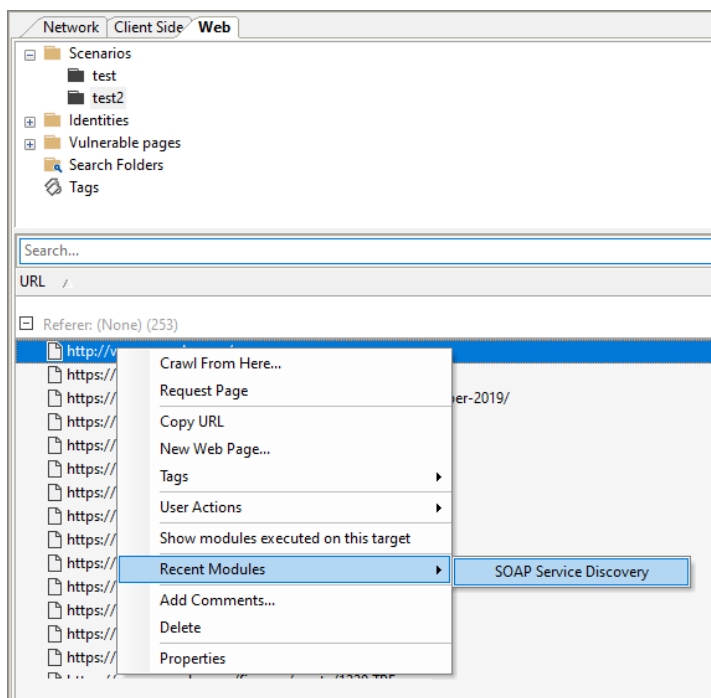 Network Client Side Web
Scenarios
test
test2
Identities
Vulnerable pages
Search Folders
Tags
Search...
URL /
Referer: (None) (253)
http://
Crawl From Here...
https://
Request Page
https:// er-2019/
Copy URL
https://
New Web Page...
https://
Tags
https://
https://
User Actions
https://
Show modules executed on this target
https://
Recent Modules SOAP Service Discovery
https://
https://
Add Comments...
https://
Delete
https://
Properties
https://